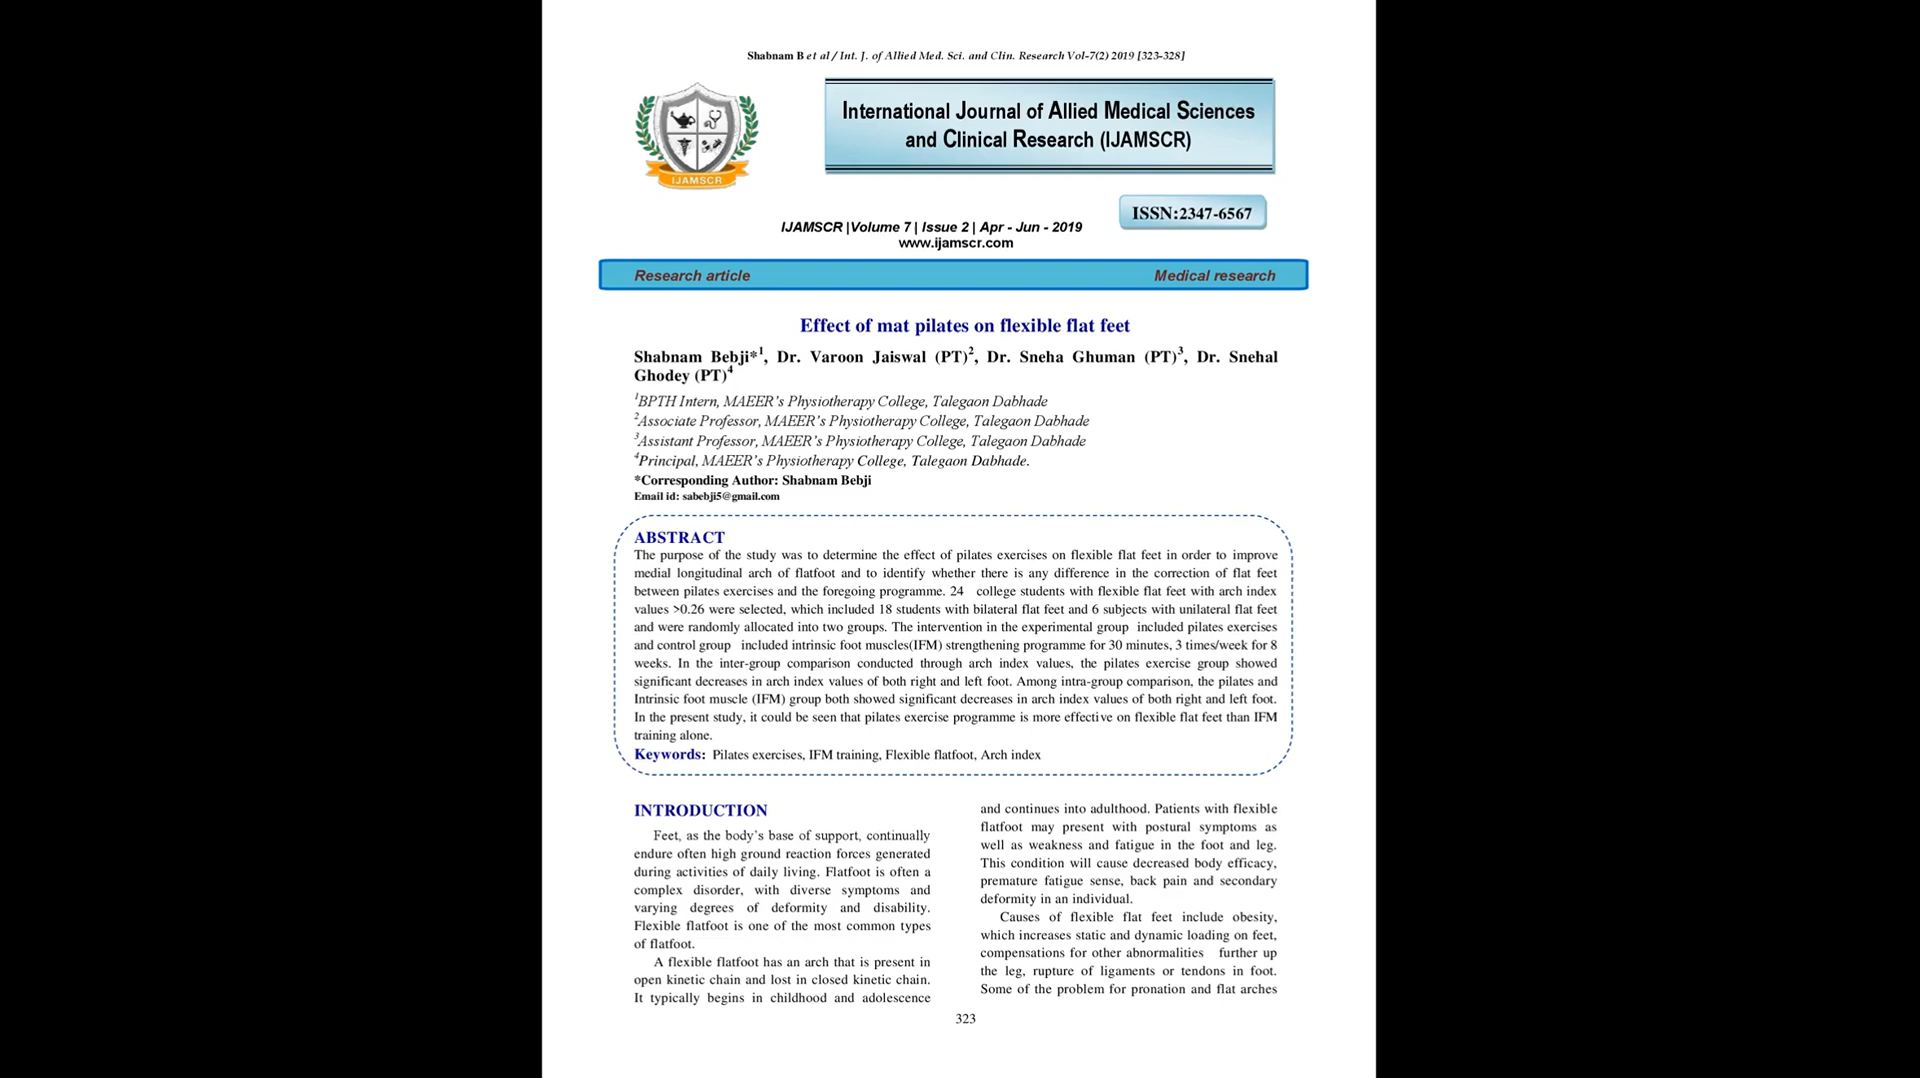 Shabnam B et al / Int. J. of Allied Med. Sci. and Clin. Research Vol-7(2) 2019 [323-328]
IJAMSCR
International Journal of Allied Medical Sciences
and Clinical Research (IJAMSCR)
ISSN:2347-6567
IJAMSCR |Volume 7 | Issue 2 | Apr - Jun - 2019
www.ijamscr.com
Research article Medical research
Effect of mat pilates on flexible flat feet
Shabnam Bebji*1, Dr. Varoon Jaiswal (PT)2, Dr. Sneha Ghuman (PT)3, Dr. Snehal
Ghodey (PT)4
1BPTH Intern, MAEER’s Physiotherapy College, Talegaon Dabhade
2Associate Professor, MAEER’s Physiotherapy College, Talegaon Dabhade
3Assistant Professor, MAEER’s Physiotherapy College, Talegaon Dabhade
4Principal, MAEER’s Physiotherapy College, Talegaon Dabhade.
*Corresponding Author: Shabnam Bebji
Email id: sabebji5@gmail.com
ABSTRACT
The purpose of the study was to determine the effect of pilates exercises on flexible flat feet in order to improve
medial longitudinal arch of flatfoot and to identify whether there is any difference in the correction of flat feet
between pilates exercises and the foregoing programme. 24 college students with flexible flat feet with arch index
values >0.26 were selected, which included 18 students with bilateral flat feet and 6 subjects with unilateral flat feet
and were randomly allocated into two groups. The intervention in the experimental group included pilates exercises
and control group included intrinsic foot muscles(IFM) strengthening programme for 30 minutes, 3 times/week for 8
weeks. In the inter-group comparison conducted through arch index values, the pilates exercise group showed
significant decreases in arch index values of both right and left foot. Among intra-group comparison, the pilates and
Intrinsic foot muscle (IFM) group both showed significant decreases in arch index values of both right and left foot.
In the present study, it could be seen that pilates exercise programme is more effective on flexible flat feet than IFM
training alone.
Keywords: Pilates exercises, IFM training, Flexible flatfoot, Arch index
INTRODUCTION
Feet, as the body’s base of support, continually
endure often high ground reaction forces generated
during activities of daily living. Flatfoot is often a
complex disorder, with diverse symptoms and
varying degrees of deformity and disability.
Flexible flatfoot is one of the most common types
of flatfoot.
A flexible flatfoot has an arch that is present in
open kinetic chain and lost in closed kinetic chain.
It typically begins in childhood and adolescence
and continues into adulthood. Patients with flexible
flatfoot may present with postural symptoms as
well as weakness and fatigue in the foot and leg.
This condition will cause decreased body efficacy,
premature fatigue sense, back pain and secondary
deformity in an individual.
Causes of flexible flat feet include obesity,
which increases static and dynamic loading on feet,
compensations for other abnormalities further up
the leg, rupture of ligaments or tendons in foot.
Some of the problem for pronation and flat arches
323